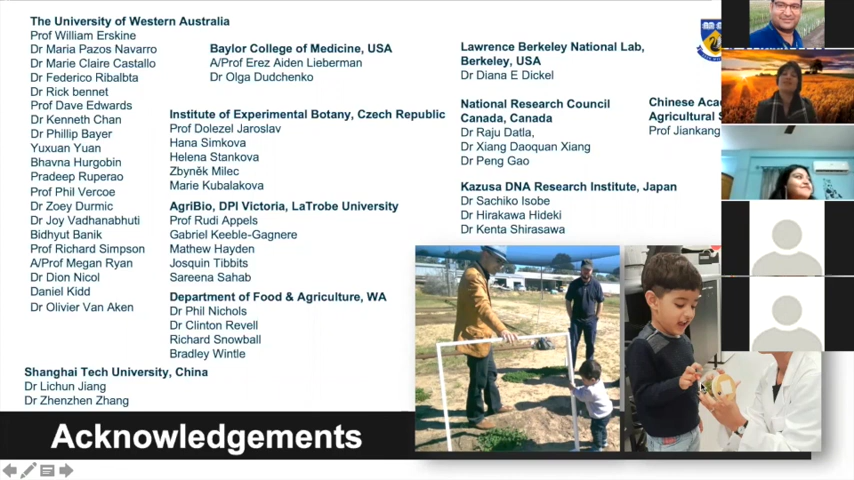 The University of Western Australia
Prof William Erskine
Dr Maria Pazos Navarro
Dr Marie Claire Castallo
Dr Federico Ribalbta
Dr Rick bennet
Prof Dave Edwards
Dr Kenneth Chan
Dr Phillip Bayer
Yuxuan Yuan
Bhavna Hurgobin
Pradeep Ruperao
Prof Phil Vercoe
Dr Zoey Durmic
Dr Joy Vadhanabhuti
Bidhyut Banik
Prof Richard Simpson
A/Prof Megan Ryan
Dr Dion Nicol
Daniel Kidd
Dr Olivier Van Aken
Shanghai Tech University, China
Dr Lichun Jiang
Dr Zhenzhen Zhang
Baylor College of Medicine, USA
A/Prof Erez Aiden Lieberman
Dr Olga Dudchenko
Institute of Experimental Botany, Czech Republic
Prof Dolezel Jaroslav
Hana Simkova
Helena Stankova
Zbyněk Milec
Marie Kubalakova
AgriBio, DPI Victoria, LaTrobe University
Prof Rudi Appels
Gabriel Keeble-Gagnere
Mathew Hayden
Josquin Tibbits
Sareena Sahab
Department of Food & Agriculture, WA
Dr Phil Nichols
Dr Clinton Revell
Richard Snowball
Bradley Wintle
Lawrence Berkeley National Lab,
Berkeley, USA
Dr Diana E Dickel
National Research Council
Canada, Canada
Dr Raju Datla,
Dr Xiang Daoquan Xiang
Dr Peng Gao
Kazusa DNA Research Institute, Japan
Dr Sachiko Isobe
Dr Hirakawa Hideki
Dr Kenta Shirasawa
Chinese Aca
Agricultural S
Prof Jiankang
Acknowledgements